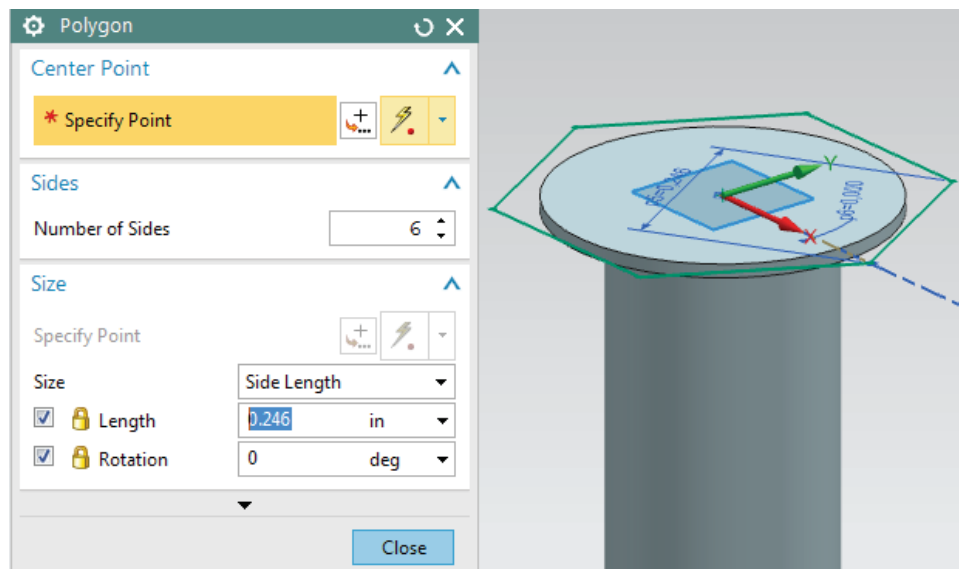 Polygon
Center Point
* Specify Point
Sides
Number of Sides 6
Size
Specify Point
Size Side Length
Length 0.246 in
Rotation 0 deg
Close
Y
X